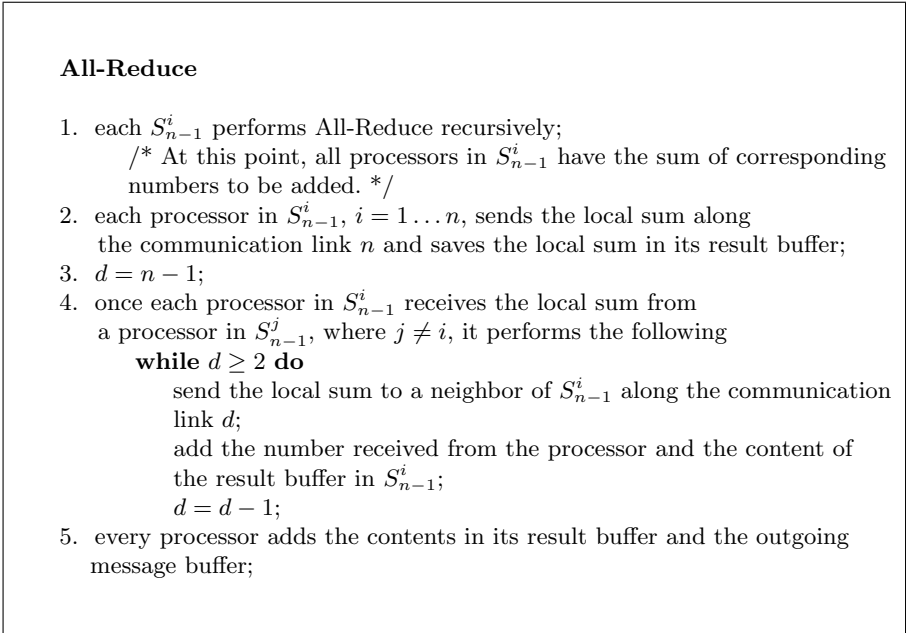 All-Reduce
1. each $S^i_{n-1}$ performs All-Reduce recursively;
/* At this point, all processors in $S^i_{n-1}$ have the sum of corresponding
numbers to be added. */
2. each processor in $S^i_{n-1}$, $i = 1 \ldots n$, sends the local sum along
the communication link $n$ and saves the local sum in its result buffer;
3. $d = n - 1$;
4. once each processor in $S^i_{n-1}$ receives the local sum from
a processor in $S^j_{n-1}$, where $j \neq i$, it performs the following
while $d \geq 2$ do
send the local sum to a neighbor of $S^i_{n-1}$ along the communication
link $d$;
add the number received from the processor and the content of
the result buffer in $S^i_{n-1}$;
$d = d - 1$;
5. every processor adds the contents in its result buffer and the outgoing
message buffer;